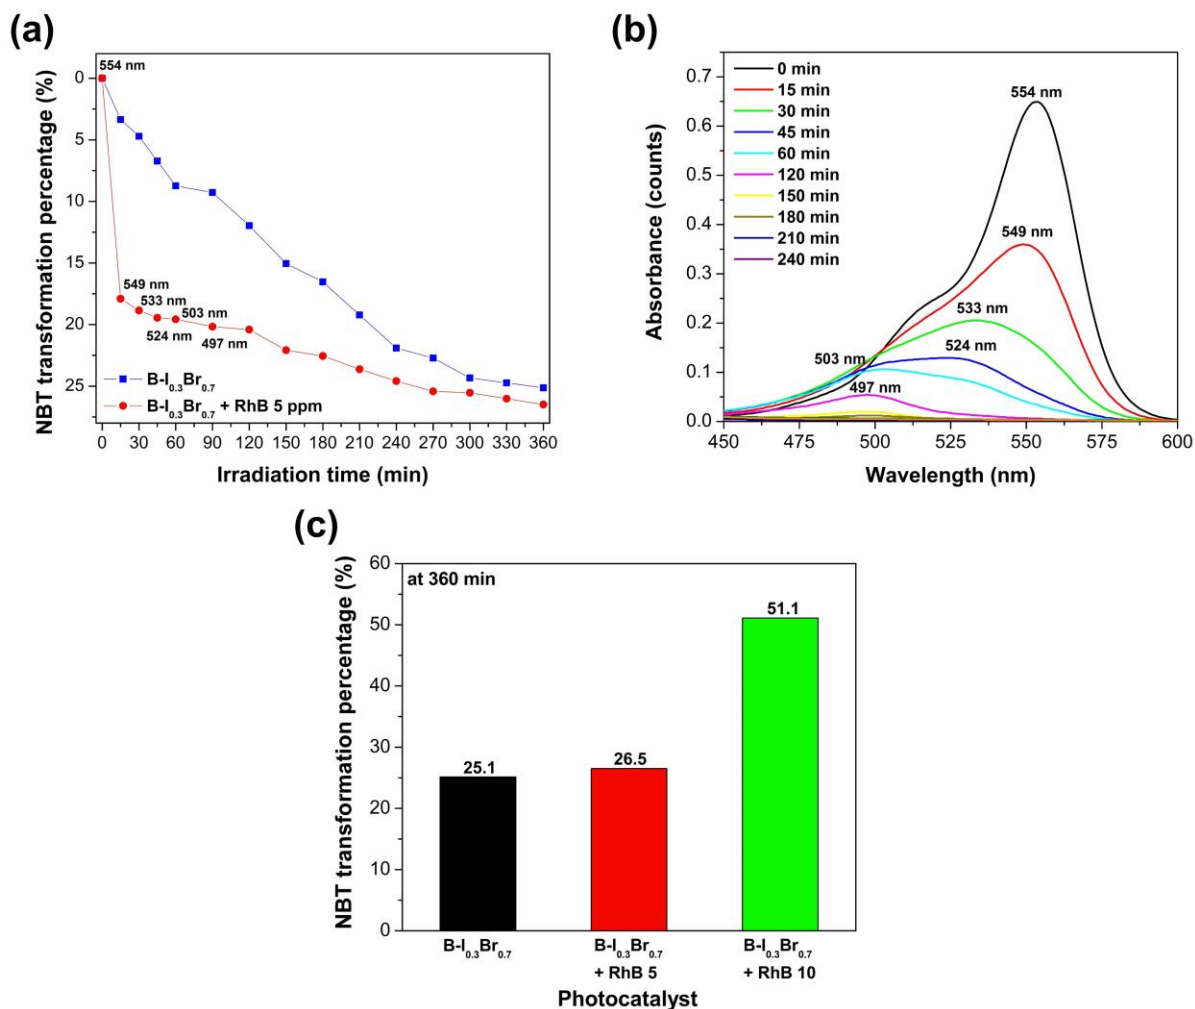 (a)
NBT transformation percentage (%)
0
5
10
15
20
25
554 nm
549 nm
533 nm
503 nm
524 nm
497 nm
B-I0.3Br0.7
B-I0.3Br0.7 + RhB 5 ppm
0 30 60 90 120 150 180 210 240 270 300 330 360
Irradiation time (min)
(b)
Absorbance (counts)
0.7
0.6
0.5
0.4
0.3
0.2
0.1
0.0
0 min
15 min
30 min
45 min
60 min
120 min
150 min
180 min
210 min
240 min
554 nm
549 nm
533 nm
524 nm
503 nm
497 nm
450 475 500 525 550 575 600
Wavelength (nm)
(c)
NBT transformation percentage (%)
60
50
40
30
20
10
0
at 360 min
25.1
26.5
51.1
B-I0.3Br0.7
B-I0.3Br0.7
+ RhB 5
B-I0.3Br0.7
+ RhB 10
Photocatalyst